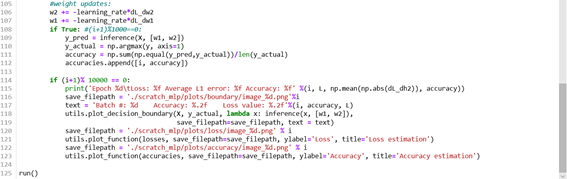 105 #weight updates:
106 w2 += -learning_rate*dL_dw2
107 w1 += -learning_rate*dL_dw1
108 if True: #(i+1)%1000==0:
109 y_pred = inference(X, [w1, w2])
110 y_actual = np.argmax(y, axis=1)
111 accuracy = np.sum(np.equal(y_pred,y_actual))/len(y_actual)
112 accuracies.append([i, accuracy])
113
114 if (i+1)% 10000 == 0:
115 print('Epoch %d\tLoss: %f Average L1 error: %f Accuracy: %f' %(i, L, np.mean(np.abs(dL_dh2)), accuracy))
116 save_filepath = './scratch_mlp/plots/boundary/image_%d.png'%i
117 text = 'Batch #: %d Accuracy: %.2f Loss value: %.2f'%(i, accuracy, L)
118 utils.plot_decision_boundary(X, y_actual, lambda x: inference(x, [w1, w2]),
119 save_filepath=save_filepath, text = text)
120 save_filepath = './scratch_mlp/plots/loss/image_%d.png' % i
121 utils.plot_function(losses, save_filepath=save_filepath, ylabel='Loss', title='Loss estimation')
122 save_filepath = './scratch_mlp/plots/accuracy/image_%d.png' % i
123 utils.plot_function(accuracies, save_filepath=save_filepath, ylabel='Accuracy', title='Accuracy estimation')
124
125 run()